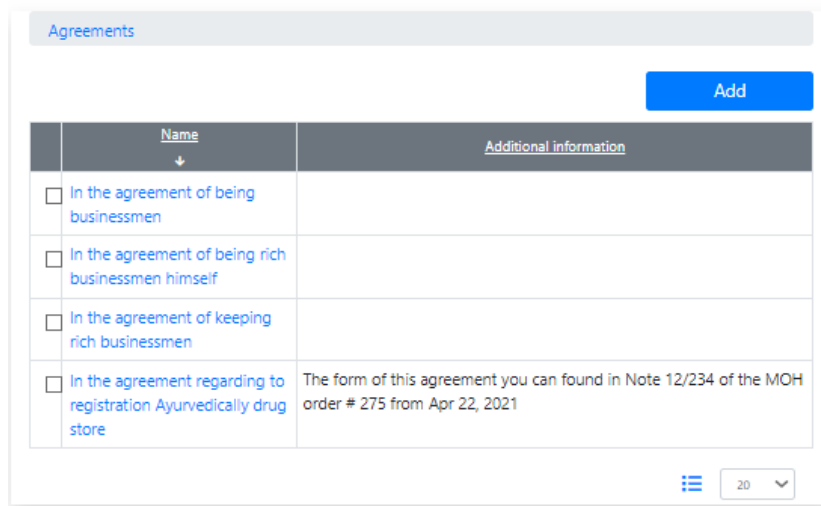 Agreements
Add
Name
Additional information
In the agreement of being
businessmen
In the agreement of being rich
businessmen himself
In the agreement of keeping
rich businessmen
In the agreement regarding to
registration Ayurvedically drug
store
The form of this agreement you can found in Note 12/234 of the MOH
order # 275 from Apr 22, 2021
20